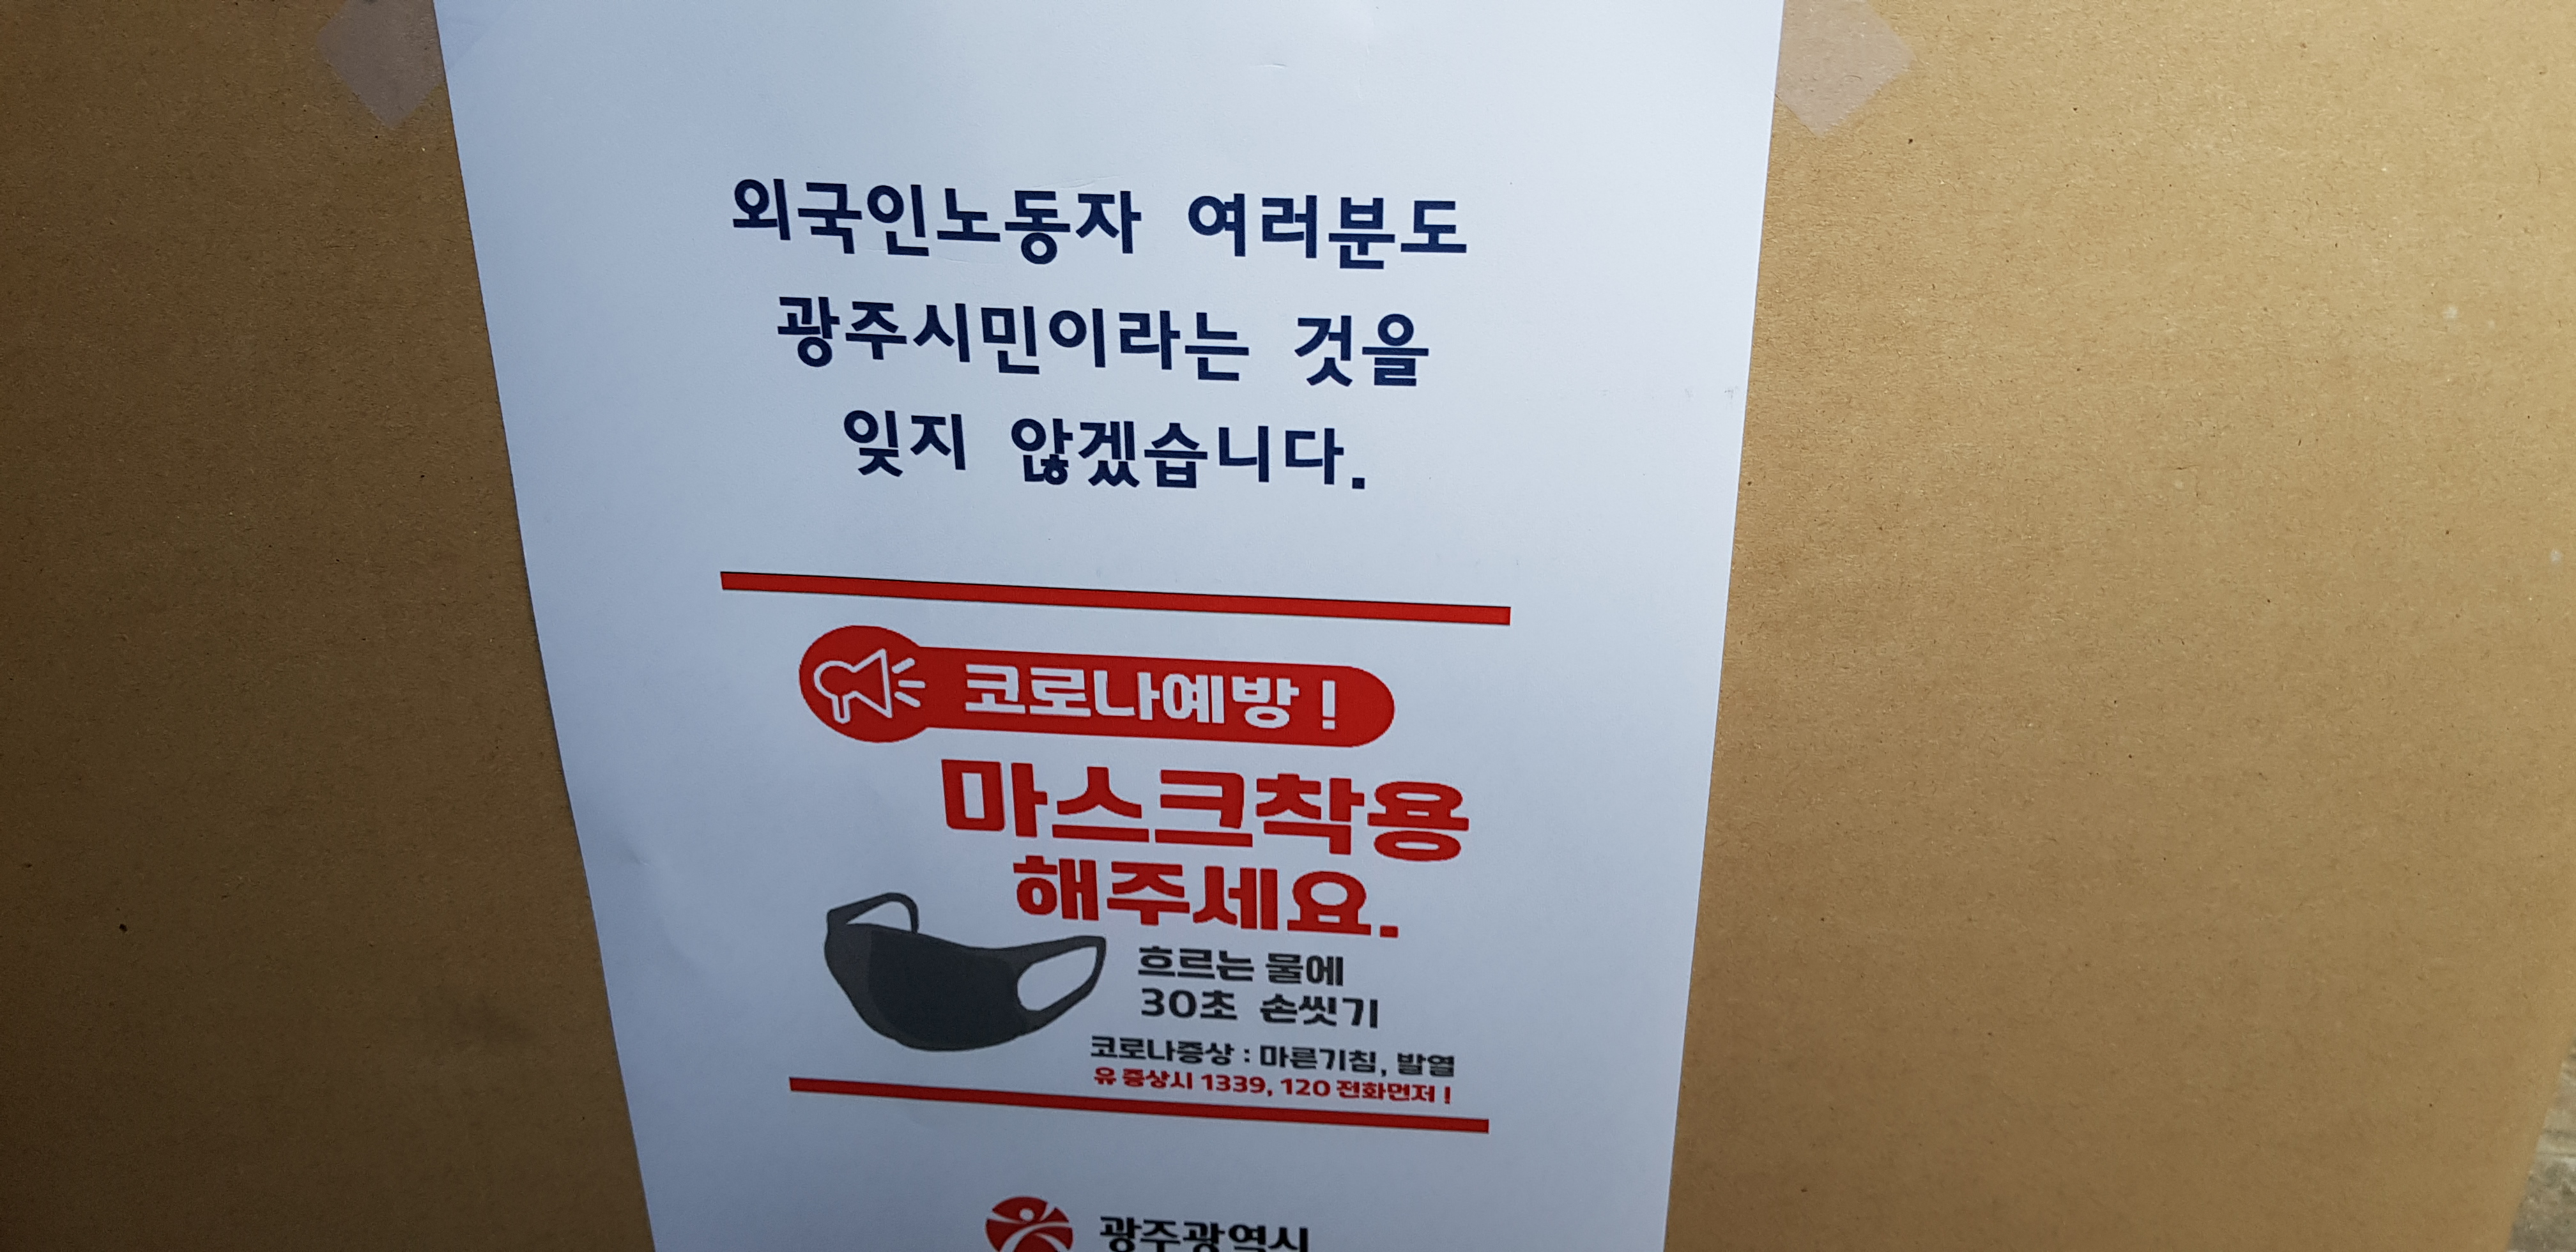 외국인노동자 여러분도
광주시민이라는 것을
잊지 않겠습니다.
코로나예방!
마스크착용
해주세요.
흐르는 물에
30초 손씻기
코로나증상 : 마른기침, 발열
유 증상시 1339, 120 전화먼저!
광주광역시